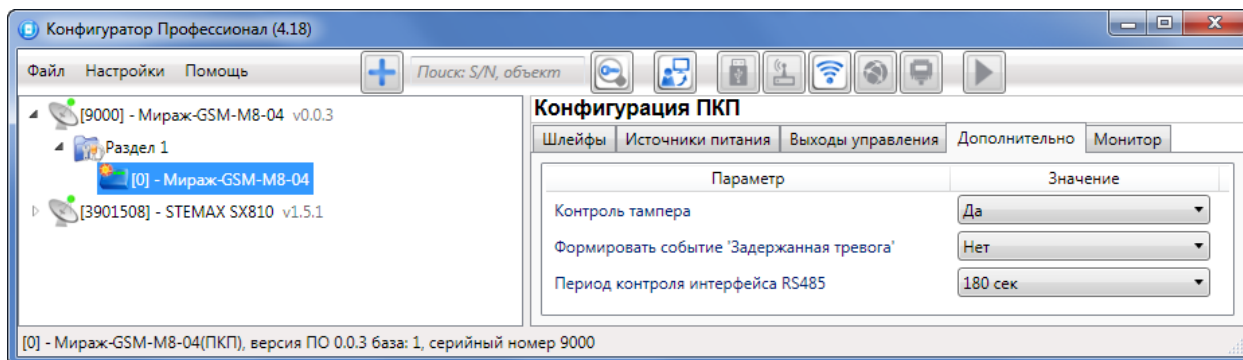 Конфигуратор Профессионал (4.18)
Файл Настройки Помощь Поиск: S/N, объект
[9000] - Мираж-GSM-M8-04 v0.0.3
Раздел 1
[0] - Мираж-GSM-M8-04
[3901508] - STEMAX SX810 v1.5.1
Конфигурация ПКП
Шлейфы Источники питания Выходы управления Дополнительно Монитор
Параметр Значение
Контроль тампера Да
Формировать событие 'Задержанная тревога' Нет
Период контроля интерфейса RS485 180 сек
[0] - Мираж-GSM-M8-04(ПКП), версия ПО 0.0.3 база: 1, серийный номер 9000